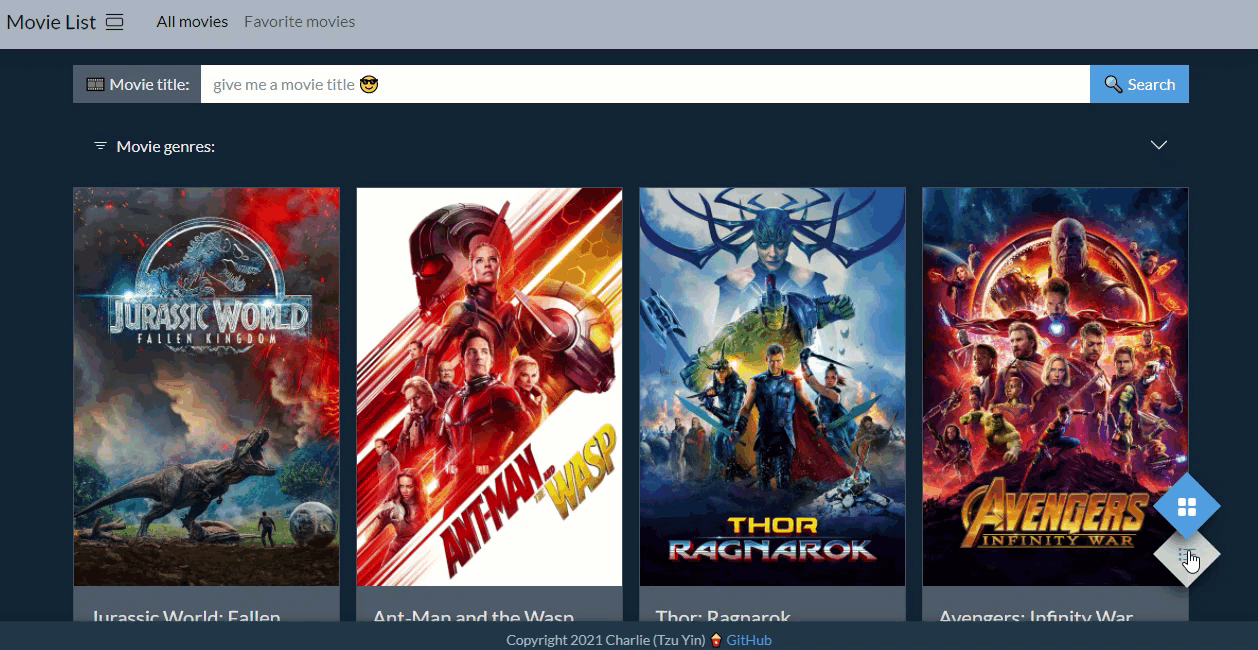 Movie List All movies Favorite movies
Movie title: give me a movie title 😎 Search
Movie genres:
JURASSIC WORLD
FALLEN KINGDOM
ANT-MAN
AND THE
WASP
THOR
RAGNAROK
AVENGERS
INFINITY WAR
Jurassic World: Fallen
Ant-Man and the Wasp
Thor: Ragnarok
Avengers: Infinity War
Copyright 2021 Charlie (Tzu Yin) 🍿 GitHub